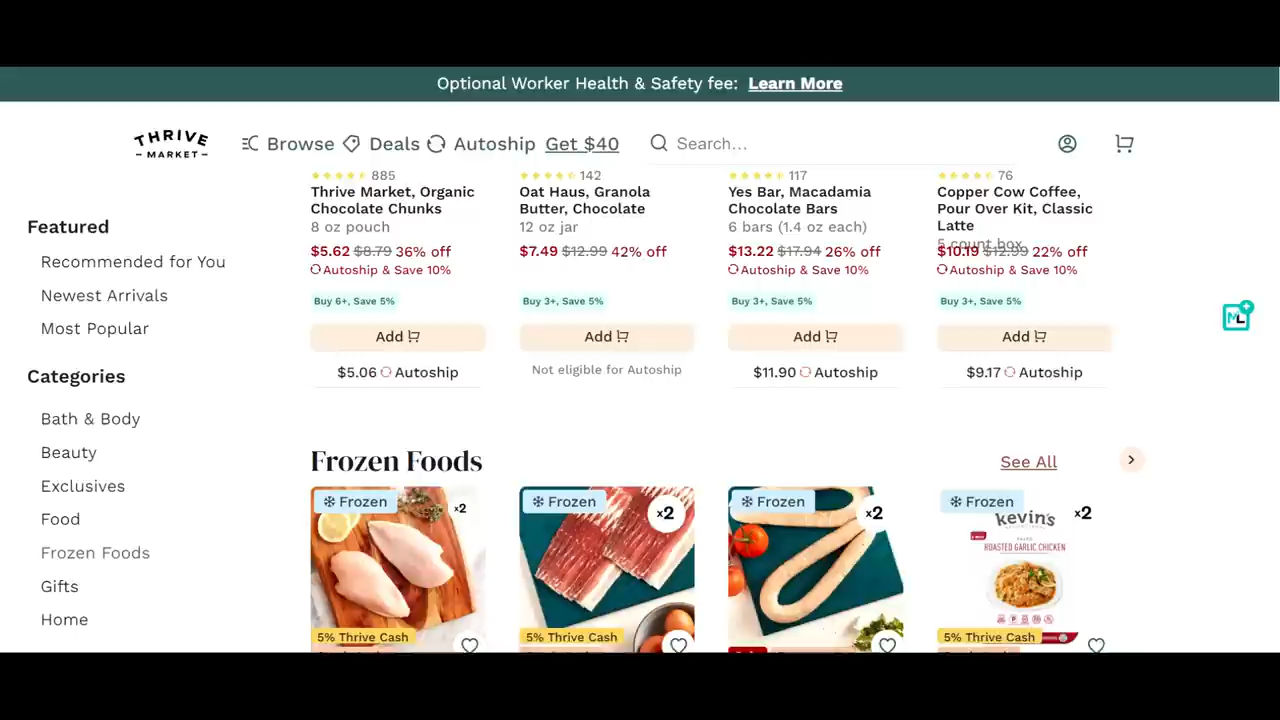 Optional Worker Health & Safety fee: Learn More
THRIVE
MARKET
Browse Deals Autoship Get $40 Search...
Featured
Recommended for You
Newest Arrivals
Most Popular
Categories
Bath & Body
Beauty
Exclusives
Food
Frozen Foods
Gifts
Home
885
Thrive Market, Organic
Chocolate Chunks
8 oz pouch
$5.62 $8.79 36% off
Autoship & Save 10%
Buy 6+, Save 5%
Add
$5.06 Autoship
142
Oat Haus, Granola
Butter, Chocolate
12 oz jar
$7.49 $12.99 42% off
Buy 3+, Save 5%
Add
Not eligible for Autoship
117
Yes Bar, Macadamia
Chocolate Bars
6 bars (1.4 oz each)
$13.22 $17.94 26% off
Autoship & Save 10%
Buy 3+, Save 5%
Add
$11.90 Autoship
76
Copper Cow Coffee,
Pour Over Kit, Classic
Latte
5 count box
$10.19 $12.99 22% off
Autoship & Save 10%
Buy 3+, Save 5%
Add
$9.17 Autoship
ML
Frozen Foods
See All
Frozen
x2
5% Thrive Cash
Frozen
x2
5% Thrive Cash
Frozen
x2
Frozen
x2
kevin's
ROASTED GARLIC CHICKEN
5% Thrive Cash